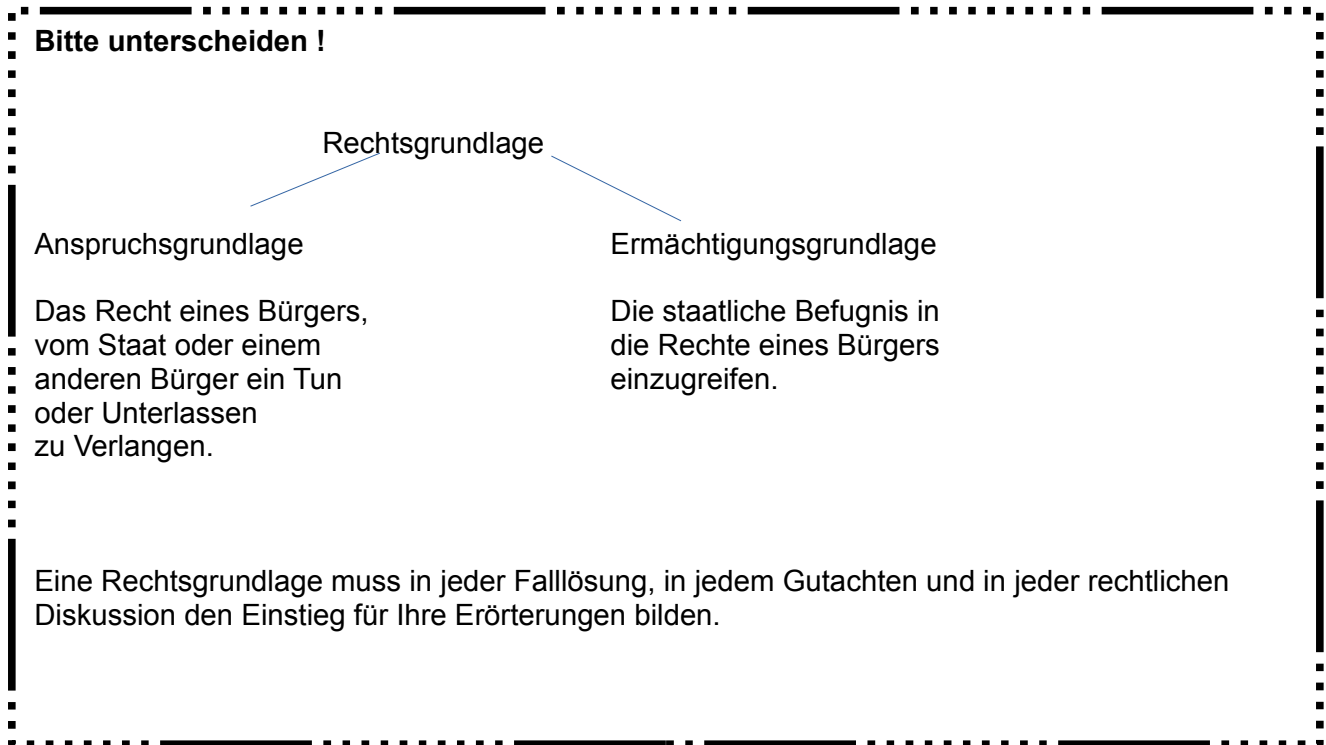 Bitte unterscheiden !
Rechtsgrundlage
Anspruchsgrundlage
Das Recht eines Bürgers,
vom Staat oder einem
anderen Bürger ein Tun
oder Unterlassen
zu Verlangen.
Ermächtigungsgrundlage
Die staatliche Befugnis in
die Rechte eines Bürgers
einzugreifen.
Eine Rechtsgrundlage muss in jeder Falllösung, in jedem Gutachten und in jeder rechtlichen
Diskussion den Einstieg für Ihre Erörterungen bilden.